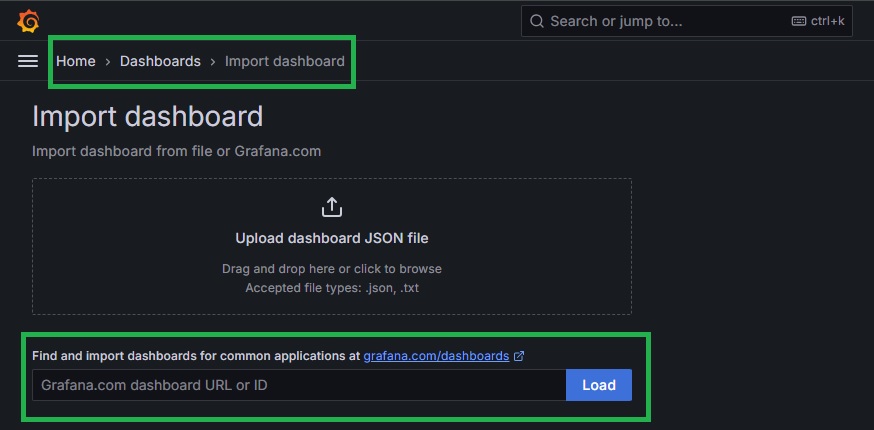 Search or jump to... ctrl+k
Home › Dashboards › Import dashboard
Import dashboard
Import dashboard from file or Grafana.com
Upload dashboard JSON file
Drag and drop here or click to browse
Accepted file types: .json, .txt
Find and import dashboards for common applications at grafana.com/dashboards
Grafana.com dashboard URL or ID Load